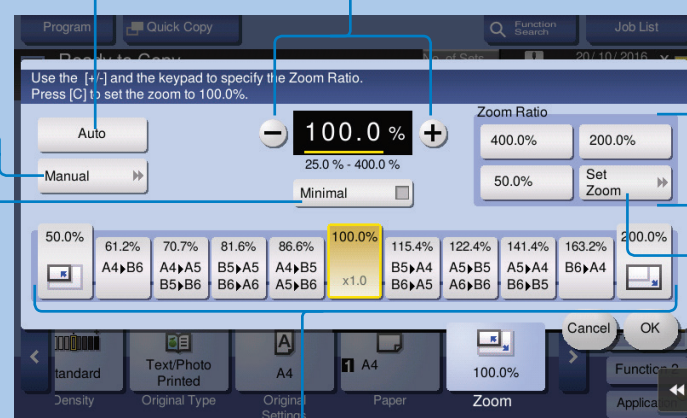 Program
Quick Copy
Function
Search
Job List
Ready to Copy
No. of Sets
20/10/2016
Use the [+/-] and the keypad to specify the Zoom Ratio.
Press [C] to set the zoom to 100.0%.
Auto
Manual
100.0 %
25.0 % - 400.0 %
Minimal
Zoom Ratio
400.0%
200.0%
50.0%
Set
Zoom
50.0%
61.2%
A4▸B6
70.7%
A4▸A5
B5▸B6
81.6%
B5▸A5
B6▸A6
86.6%
A4▸B5
A5▸B6
100.0%
x1.0
115.4%
B5▸A4
B6▸A5
122.4%
A5▸B5
A6▸B6
141.4%
A5▸A4
B6▸B5
163.2%
B6▸A4
200.0%
Cancel
OK
tandard
Density
Text/Photo
Printed
Original Type
A4
Original
Settings
1 A4
Paper
100.0%
Zoom
Functio
Applica